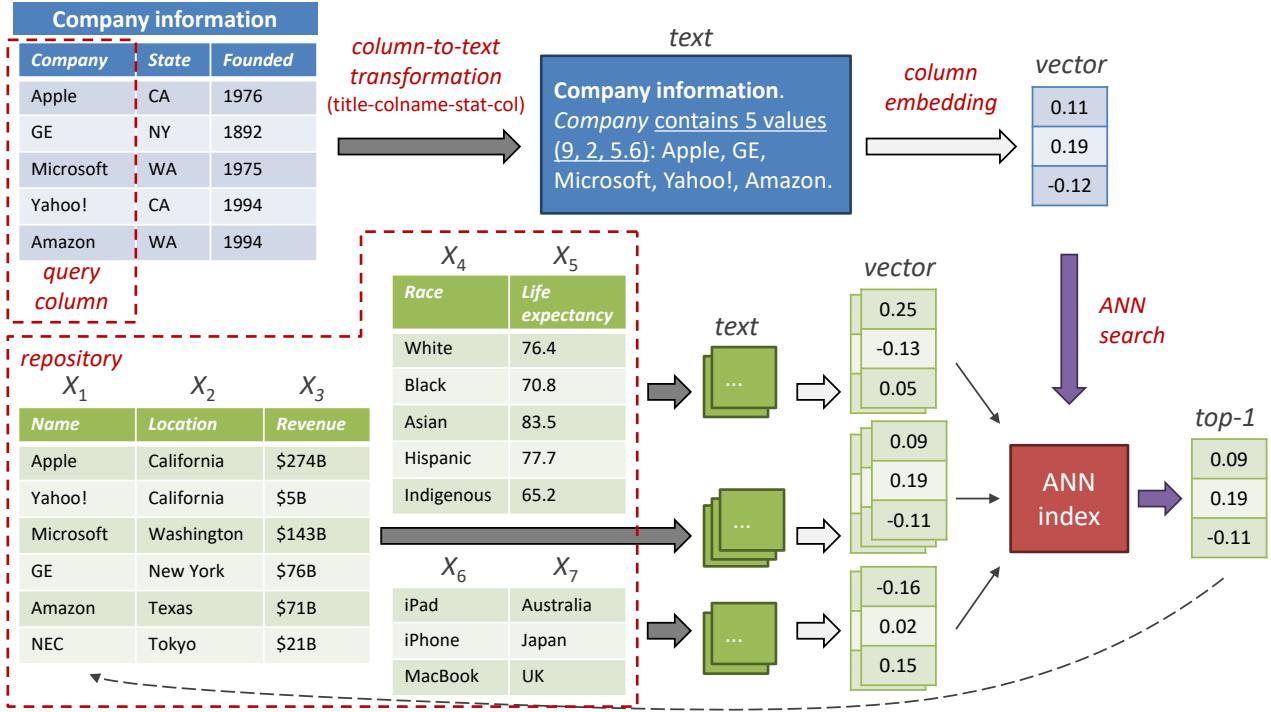 Company information
Company State Founded
Apple CA 1976
GE NY 1892
Microsoft WA 1975
Yahoo! CA 1994
Amazon WA 1994
query
column
column-to-text
transformation
(title-colname-stat-col)
text
Company information.
Company contains 5 values
(9, 2, 5.6): Apple, GE,
Microsoft, Yahoo!, Amazon.
column
embedding
vector
0.11
0.19
-0.12
ANN
search
repository
X1 X2 X3
Name Location Revenue
Apple California $274B
Yahoo! California $5B
Microsoft Washington $143B
GE New York $76B
Amazon Texas $71B
NEC Tokyo $21B
X4 X5
Race Life
expectancy
White 76.4
Black 70.8
Asian 83.5
Hispanic 77.7
Indigenous 65.2
X6 X7
iPad Australia
iPhone Japan
MacBook UK
text
...
...
...
vector
0.25
-0.13
0.05
0.09
0.19
-0.11
-0.16
0.02
0.15
ANN
index
top-1
0.09
0.19
-0.11